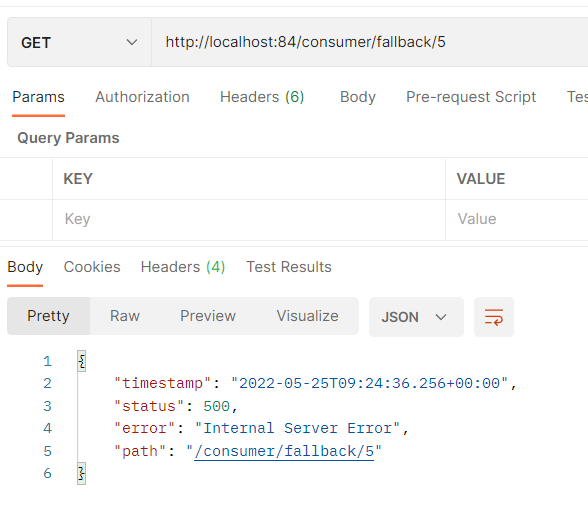 GET http://localhost:84/consumer/fallback/5
Params Authorization Headers (6) Body Pre-request Script Tes
Query Params
KEY VALUE
Key Value
Body Cookies Headers (4) Test Results
Pretty Raw Preview Visualize JSON
1 {
2 "timestamp": "2022-05-25T09:24:36.256+00:00",
3 "status": 500,
4 "error": "Internal Server Error",
5 "path": "/consumer/fallback/5"
6 }